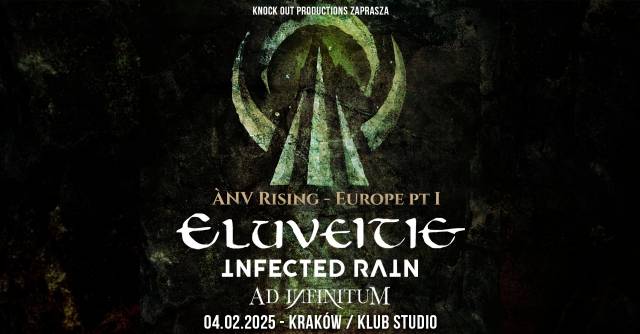 KNOCK OUT PRODUCTIONS ZAPRASZA
ÀNV RISING - EUROPE PT I
ELUVEITIE
INFECTED RAIN
AD INFINITUM
04.02.2025 - KRAKÓW / KLUB STUDIO